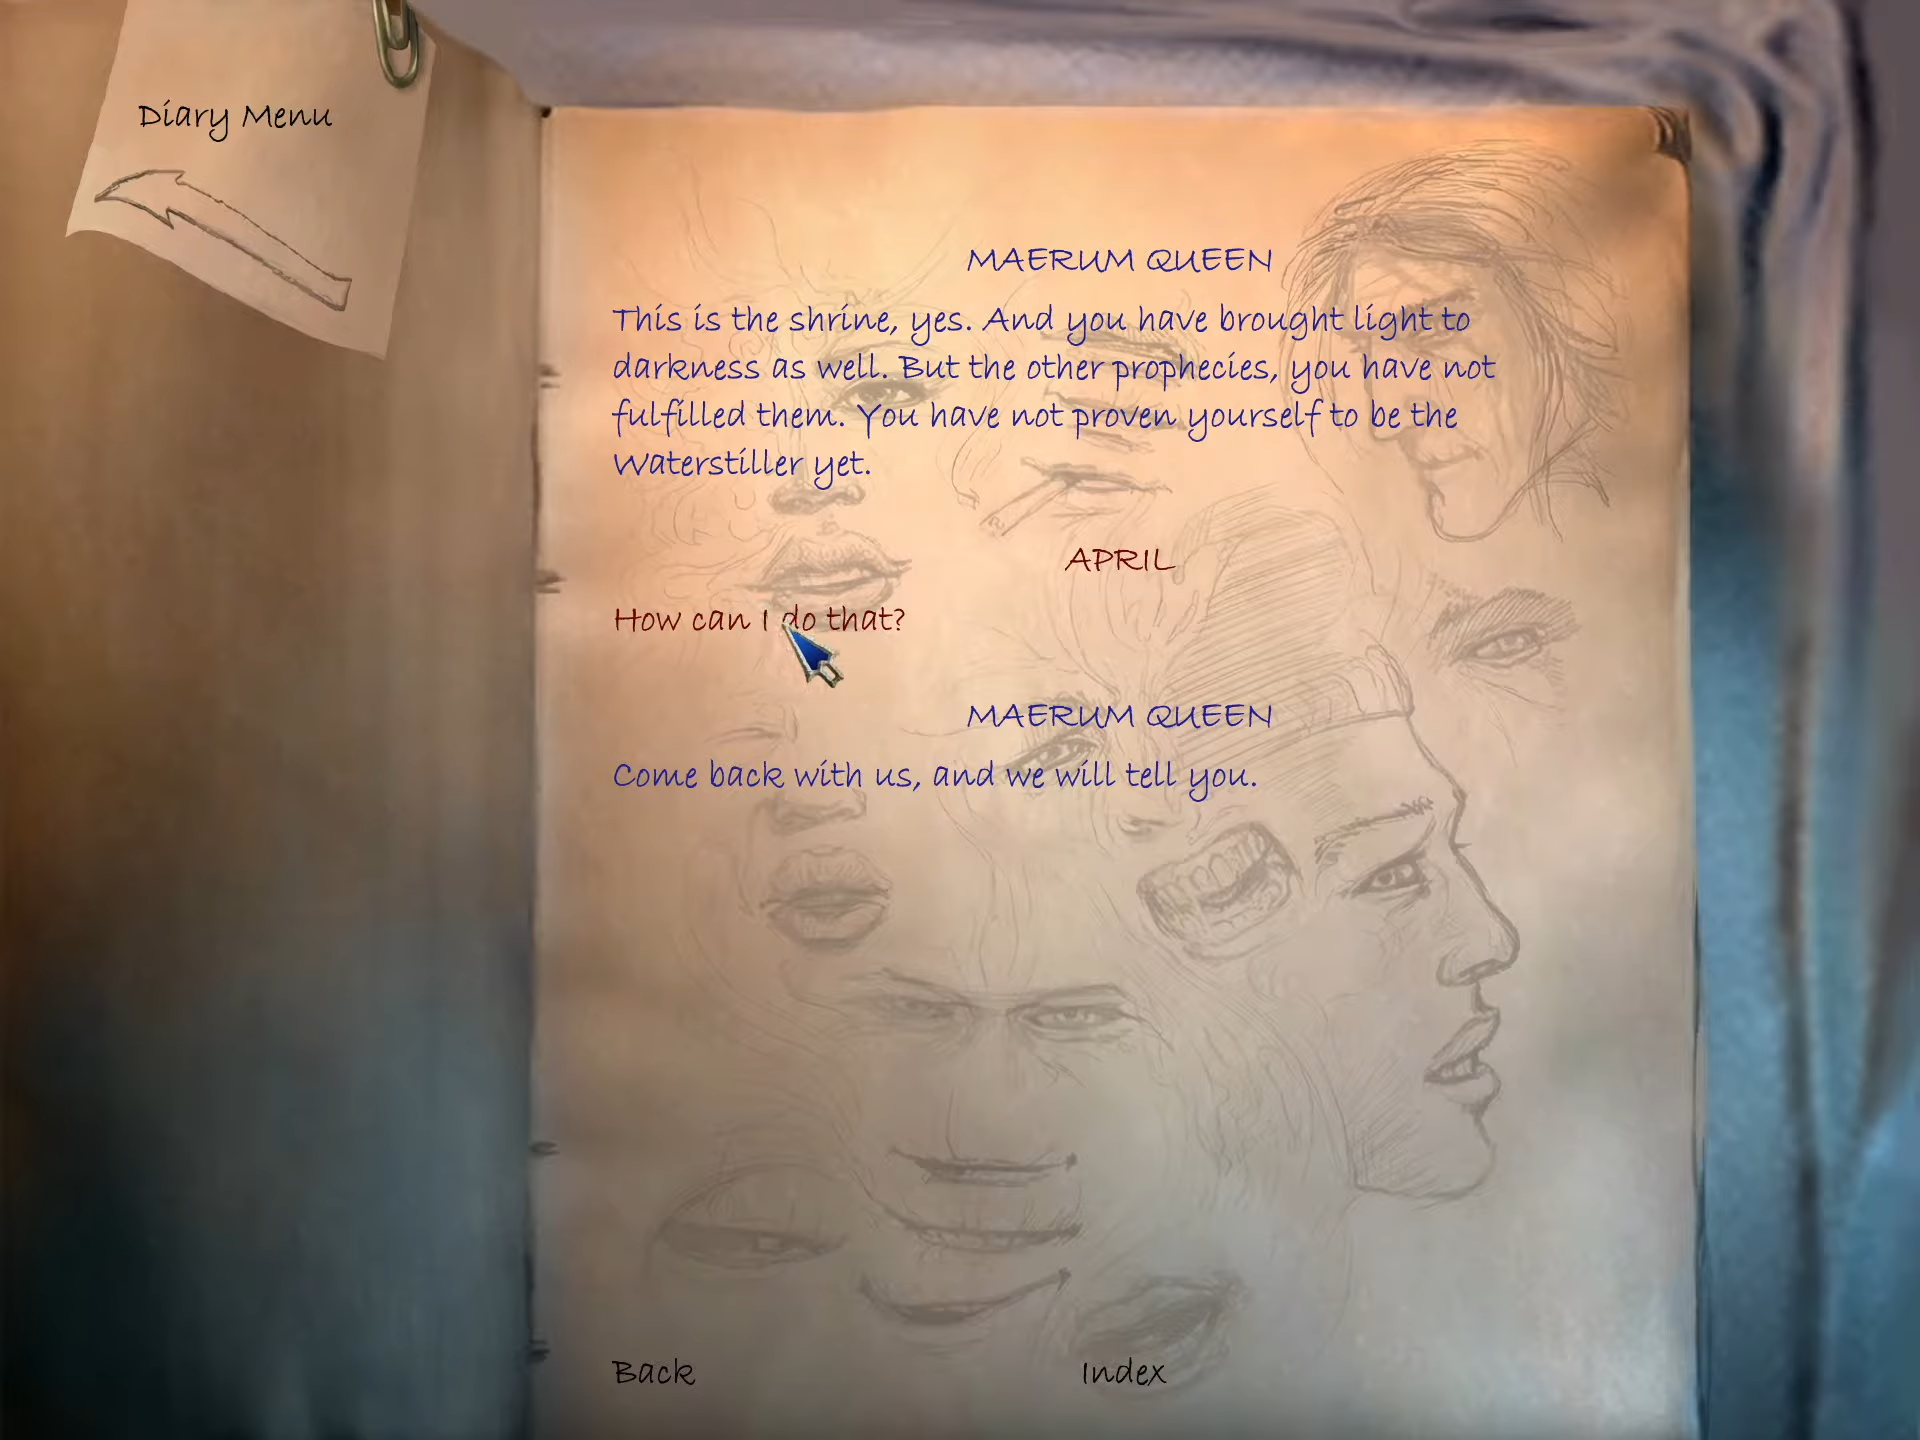 Diary Menu
MAERUM QUEEN
This is the shrine, yes. And you have brought light to
darkness as well. But the other prophecies, you have not
fulfilled them. You have not proven yourself to be the
Waterstiller yet.
APRIL
How can I do that?
MAERUM QUEEN
Come back with us, and we will tell you.
Back
Index